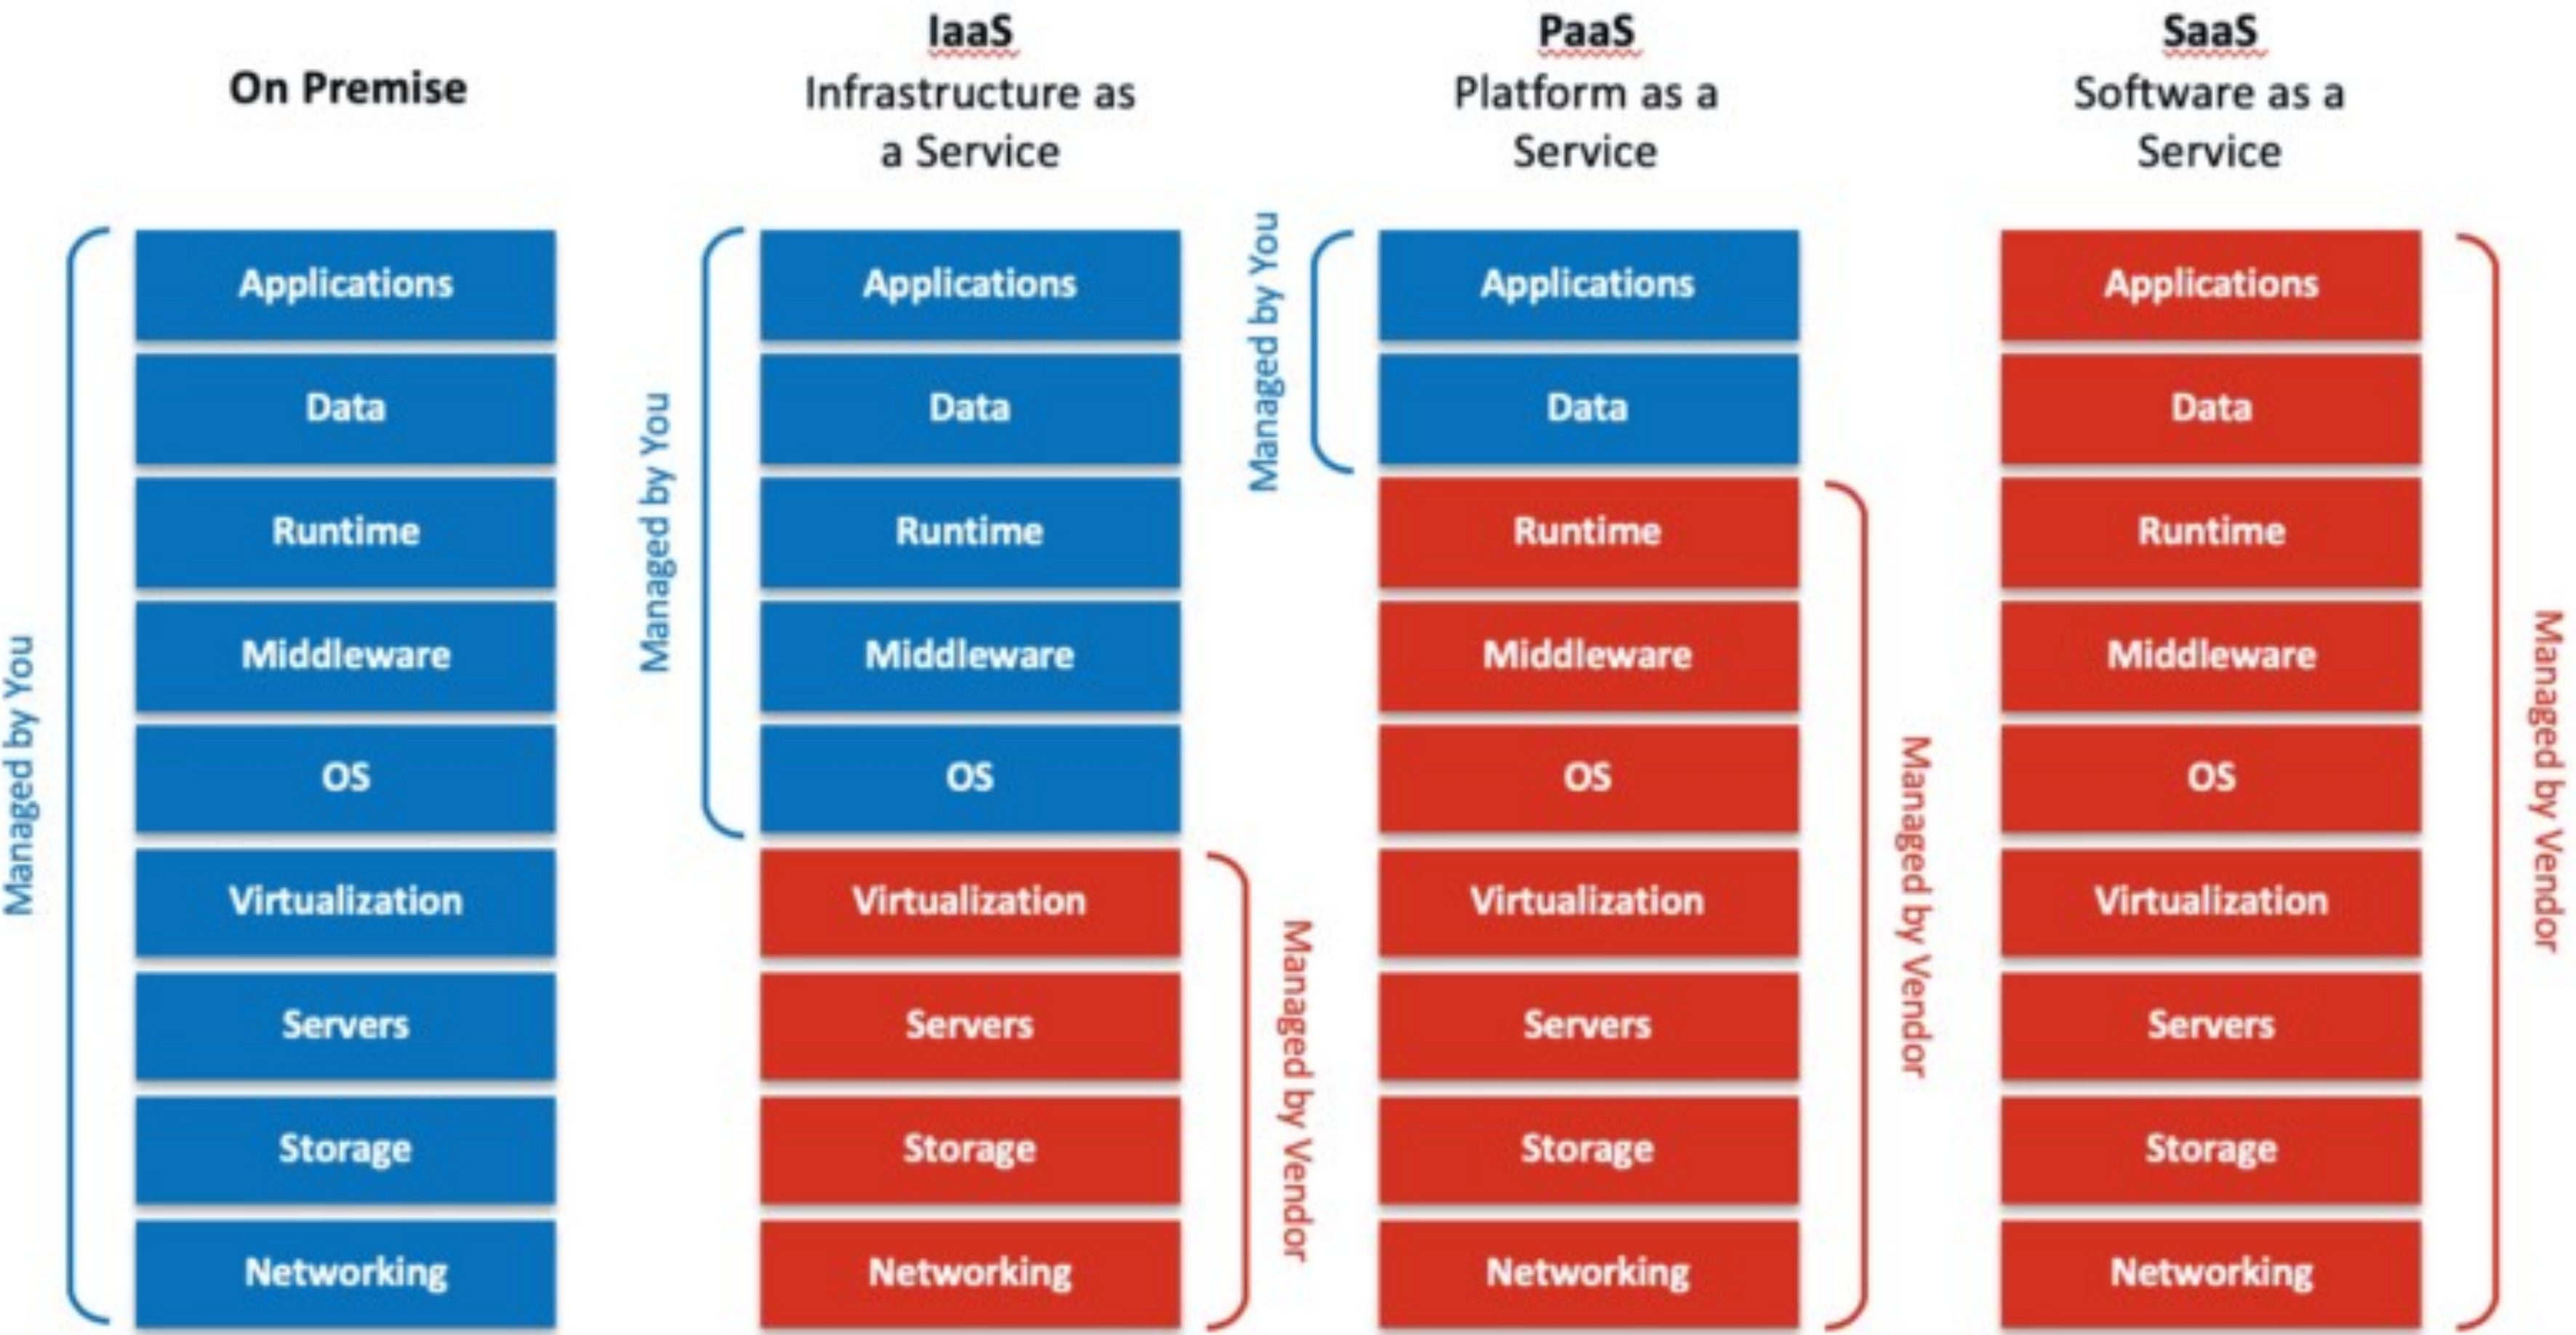 On Premise
Managed by You
Applications
Data
Runtime
Middleware
OS
Virtualization
Servers
Storage
Networking
IaaS
Infrastructure as
a Service
Managed by You
Applications
Data
Runtime
Middleware
OS
Virtualization
Servers
Storage
Networking
Managed by Vendor
PaaS
Platform as a
Service
Managed by You
Applications
Data
Runtime
Middleware
OS
Virtualization
Servers
Storage
Networking
Managed by Vendor
SaaS
Software as a
Service
Applications
Data
Runtime
Middleware
OS
Virtualization
Servers
Storage
Networking
Managed by Vendor